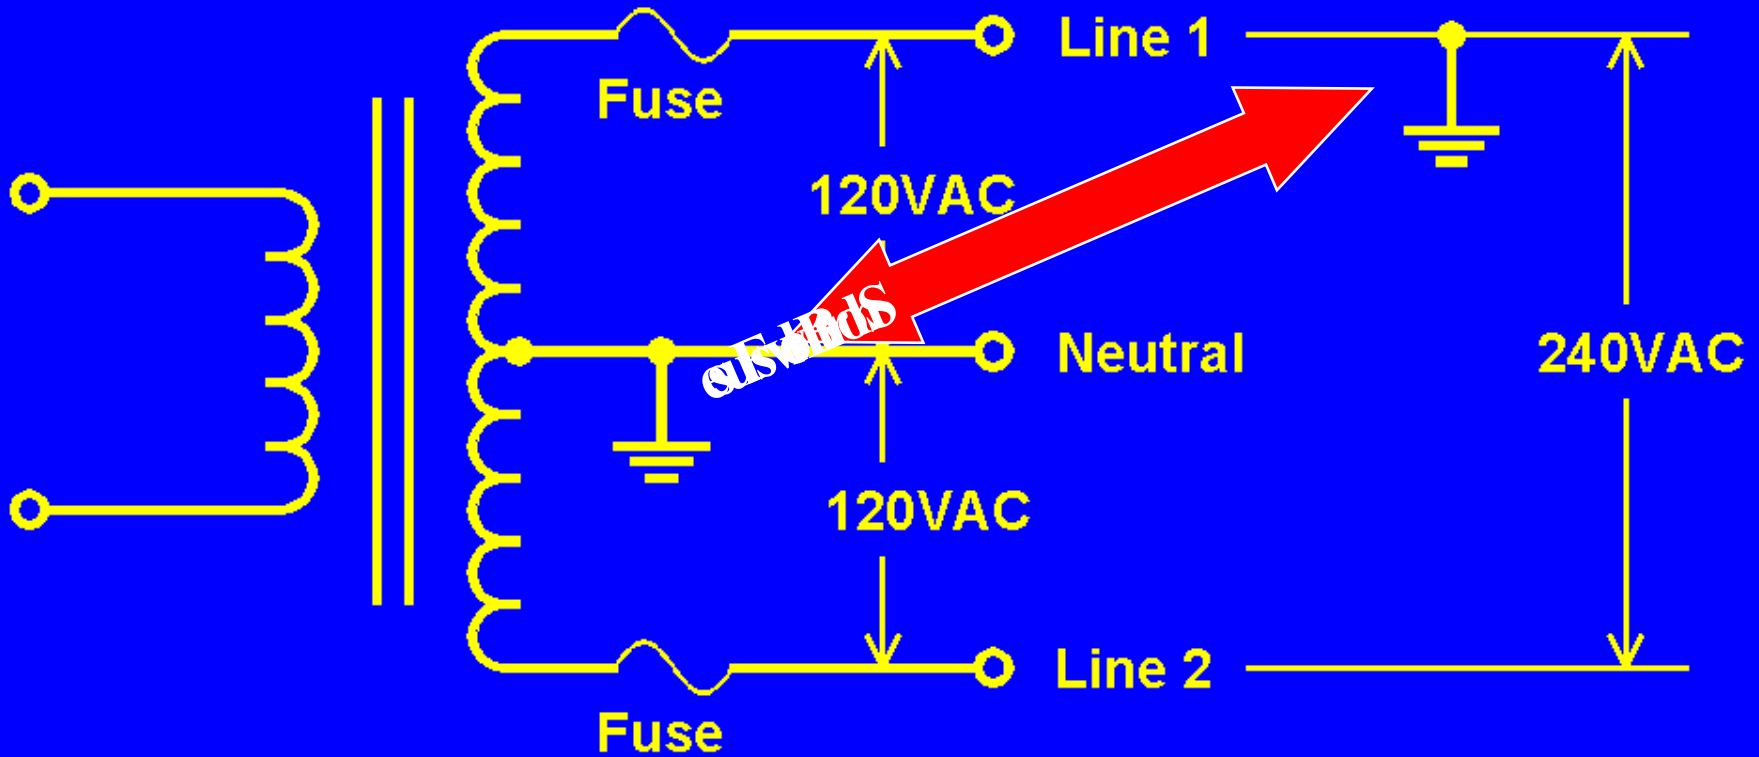 Line 1
Fuse
120VAC
Neutral
240VAC
120VAC
Line 2
Fuse